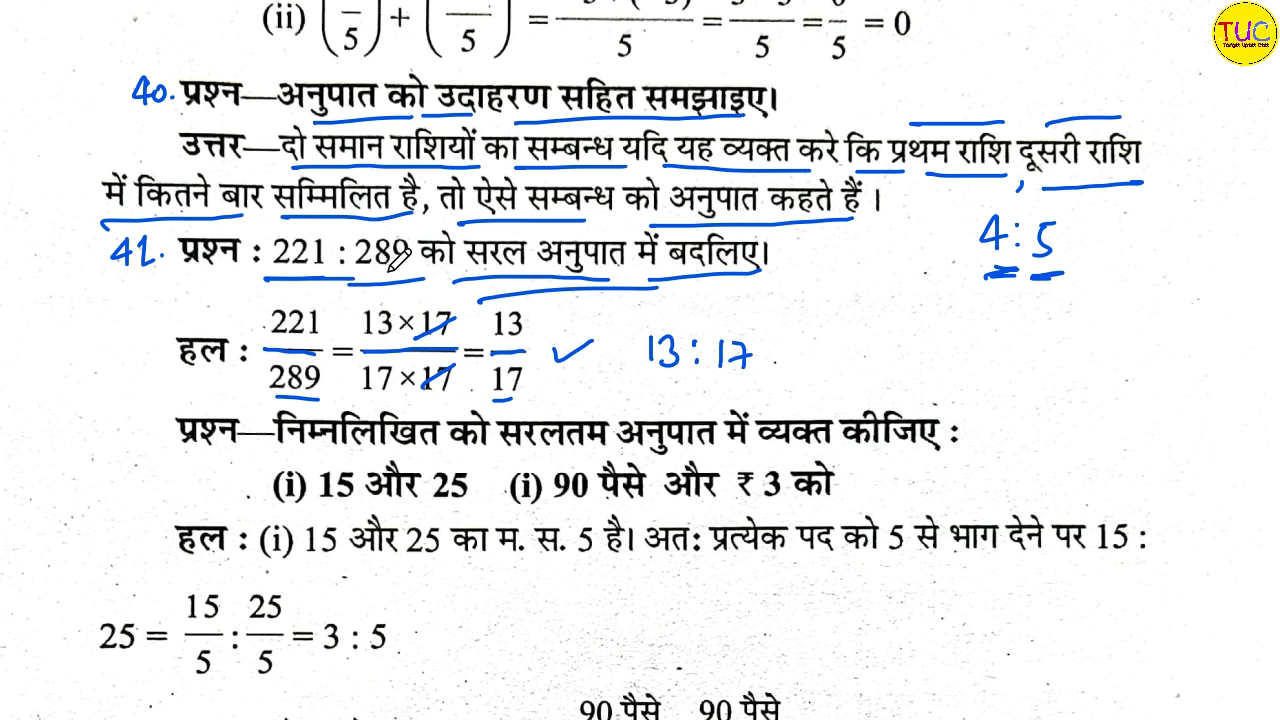 TUC
Target Updet Club
(ii) ( /5) + ( /5) = /5 = /5 = /5 = 0
40. प्रश्न—अनुपात को उदाहरण सहित समझाइए।
उत्तर—दो समान राशियों का सम्बन्ध यदि यह व्यक्त करे कि प्रथम राशि, दूसरी राशि
में कितने बार सम्मिलित है, तो ऐसे सम्बन्ध को अनुपात कहते हैं ।
4:5
41. प्रश्न : 221 : 289 को सरल अनुपात में बदलिए।
हल : 221/289 = 13×17/17×17 = 13/17 ✓ 13:17
प्रश्न—निम्नलिखित को सरलतम अनुपात में व्यक्त कीजिए :
(i) 15 और 25 (i) 90 पैसे और ₹ 3 को
हल : (i) 15 और 25 का म. स. 5 है। अत: प्रत्येक पद को 5 से भाग देने पर 15 :
25 = 15/5 : 25/5 = 3 : 5
90 पैसे 90 पैसे